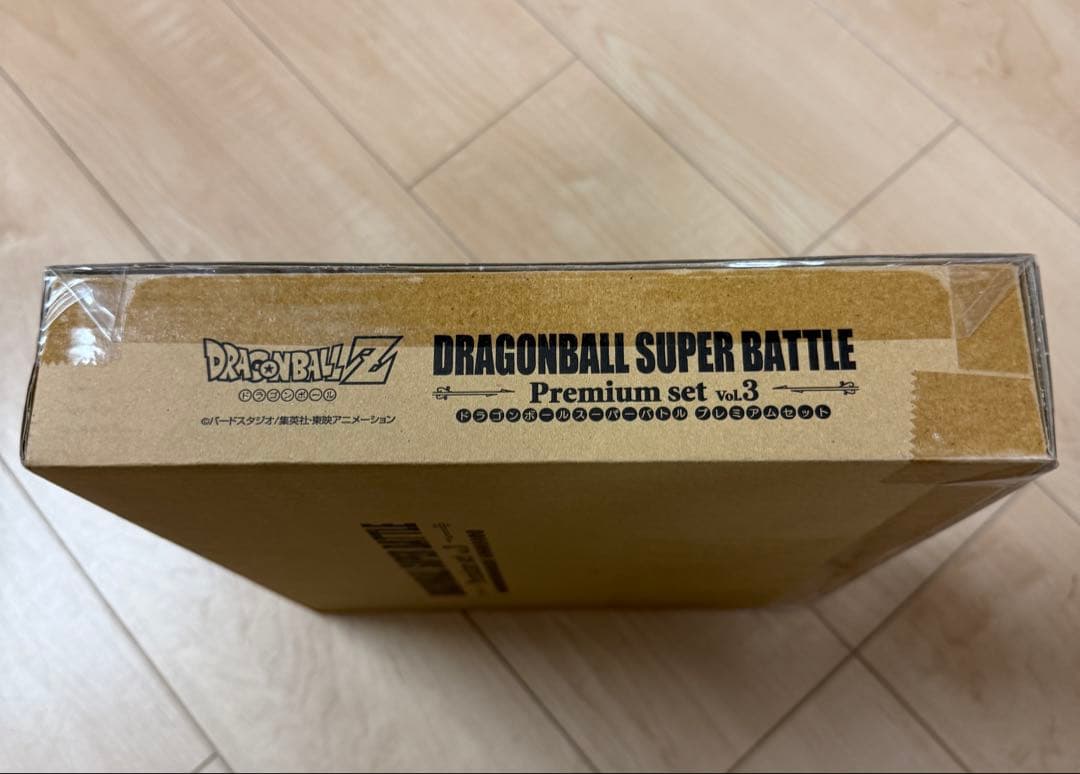 DRAGONBALL Z
ドラゴンボール
©バードスタジオ/集英社・東映アニメーション
DRAGONBALL SUPER BATTLE
Premium set VOL.3
ドラゴンボールスーパーバトル プレミアムセット